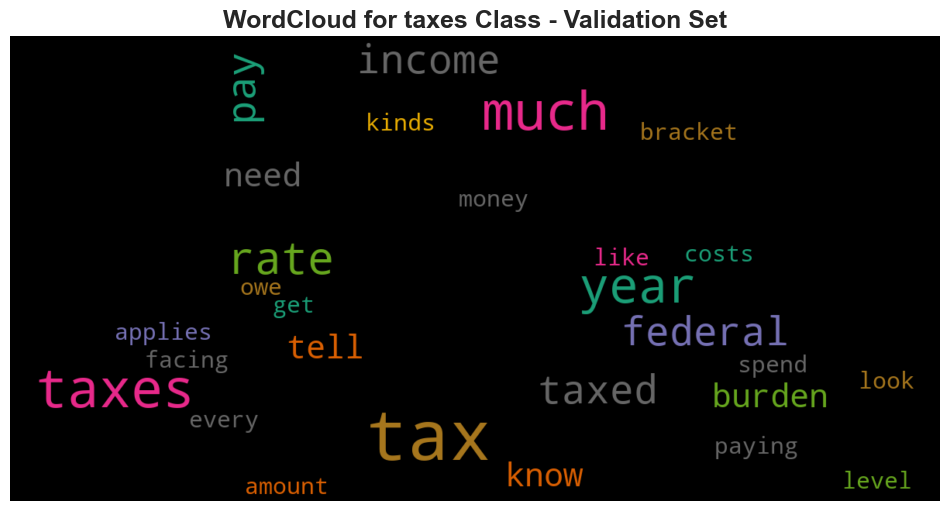 WordCloud for taxes Class - Validation Set
pay
income
kinds
much
bracket
need
money
rate
like
costs
owe
year
get
applies
tell
federal
facing
spend
taxes
taxed
burden
look
every
tax
paying
amount
know
level